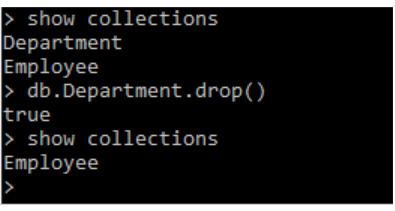 > show collections
Department
Employee
> db.Department.drop()
true
> show collections
Employee
>